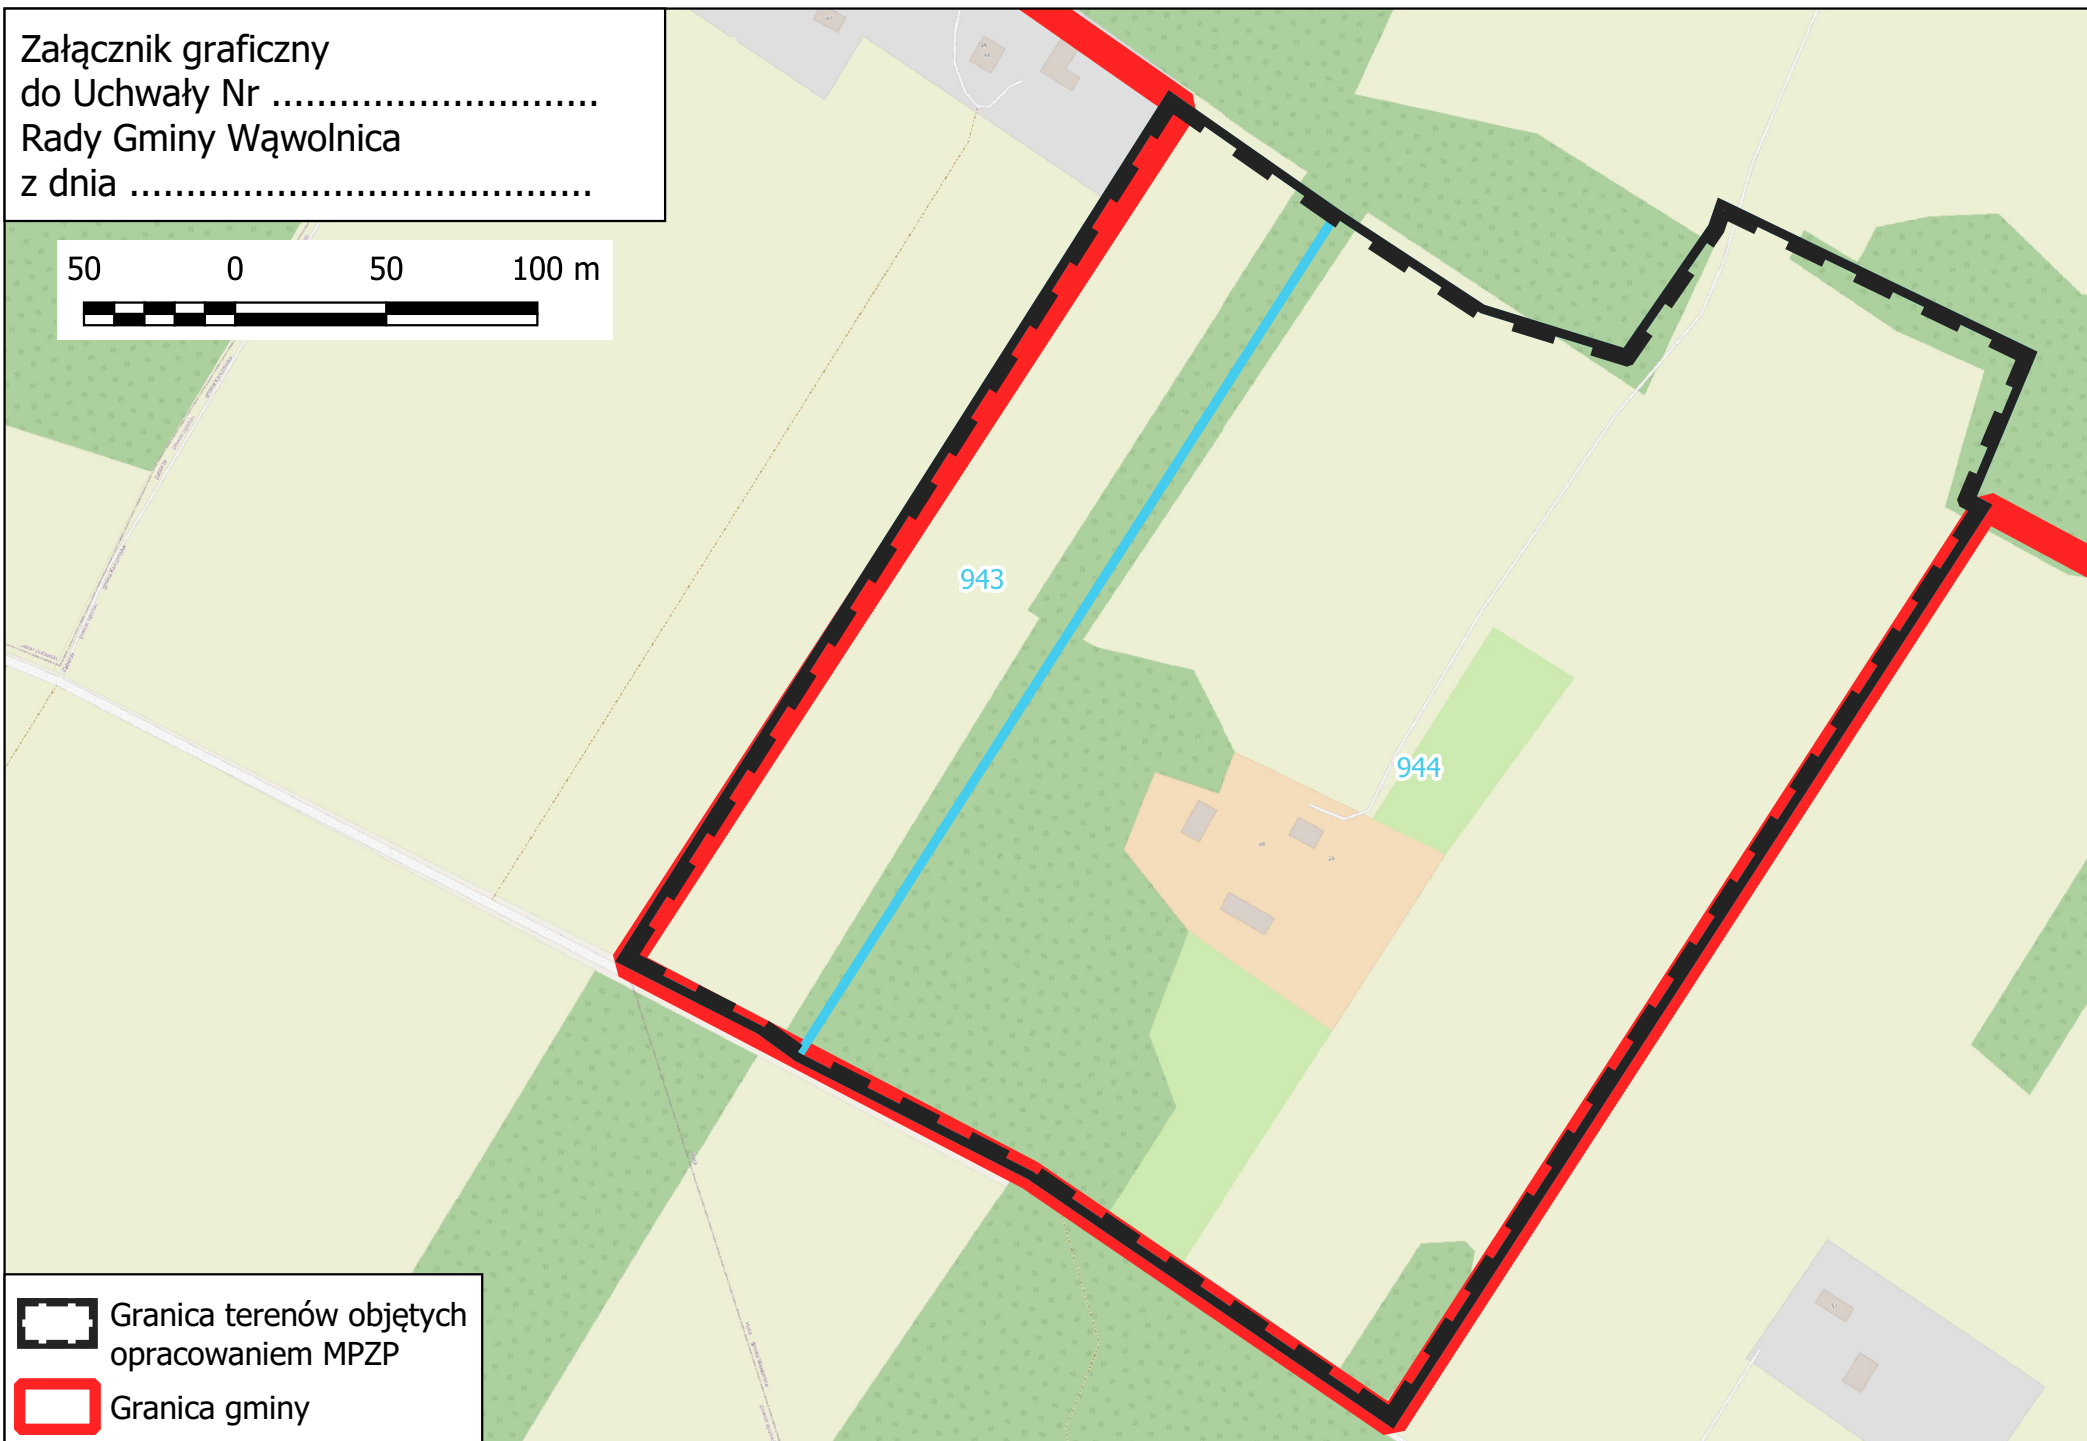 Załącznik graficzny
do Uchwały Nr .............................
Rady Gminy Wąwolnica
z dnia .........................................
50 0 50 100 m
943
944
Granica terenów objętych
opracowaniem MPZP
Granica gminy